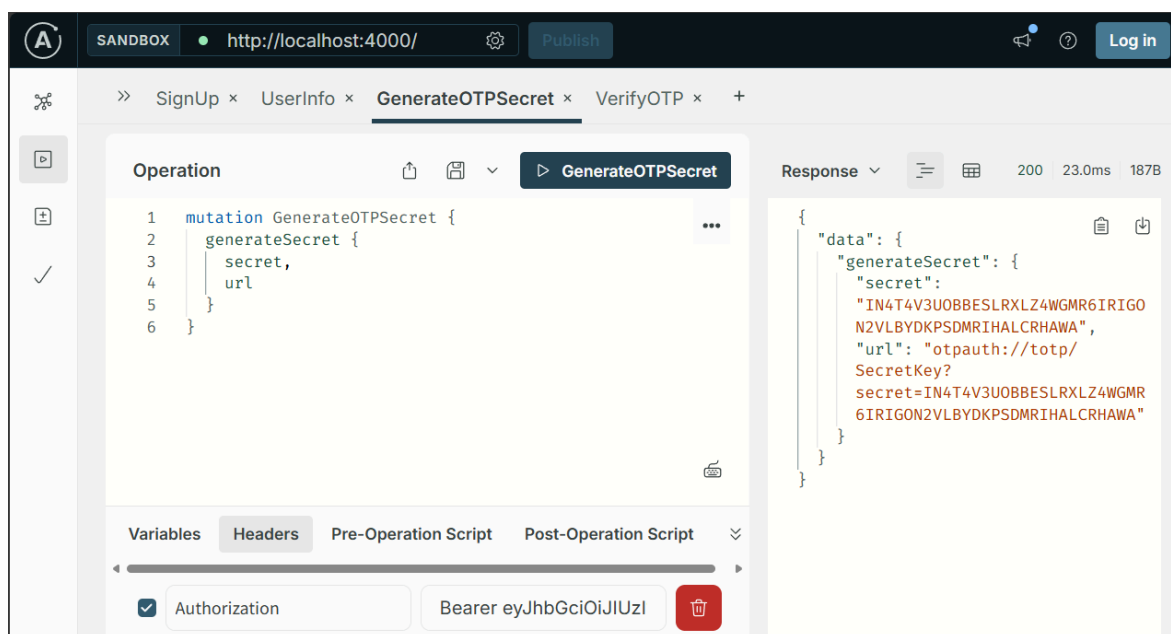 A SANDBOX http://localhost:4000/ Publish Log in
SignUp × UserInfo × GenerateOTPSecret × VerifyOTP × +
Operation GenerateOTPSecret
1 mutation GenerateOTPSecret {
2 generateSecret {
3 secret,
4 url
5 }
6 }
Variables Headers Pre-Operation Script Post-Operation Script
Authorization Bearer eyJhbGciOiJIUzI
Response 200 23.0ms 187B
{
"data": {
"generateSecret": {
"secret":
"IN4T4V3UOBBESLRXLZ4WGMR6IRIGO
N2VLBYDKPSDMRIHALCRHAWA",
"url": "otpauth://totp/
SecretKey?
secret=IN4T4V3UOBBESLRXLZ4WGMR
6IRIGON2VLBYDKPSDMRIHALCRHAWA"
}
}
}